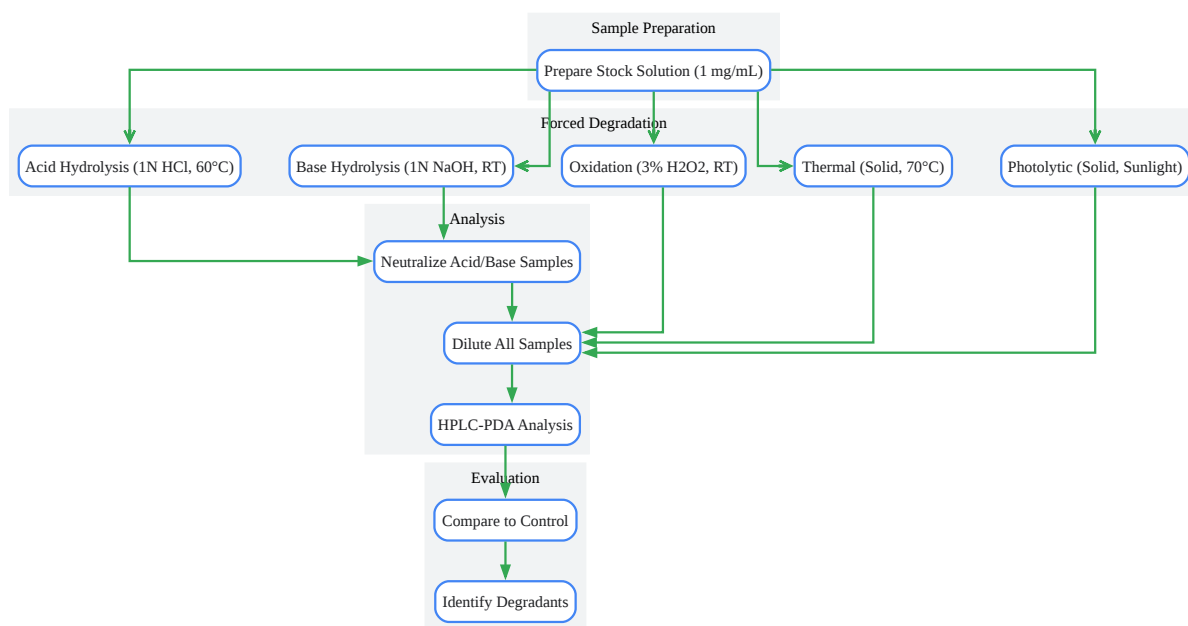 Sample Preparation
Prepare Stock Solution (1 mg/mL)
Forced Degradation
Acid Hydrolysis (1N HCl, 60°C)
Base Hydrolysis (1N NaOH, RT)
Oxidation (3% H2O2, RT)
Thermal (Solid, 70°C)
Photolytic (Solid, Sunlight)
Analysis
Neutralize Acid/Base Samples
Dilute All Samples
HPLC-PDA Analysis
Evaluation
Compare to Control
Identify Degradants